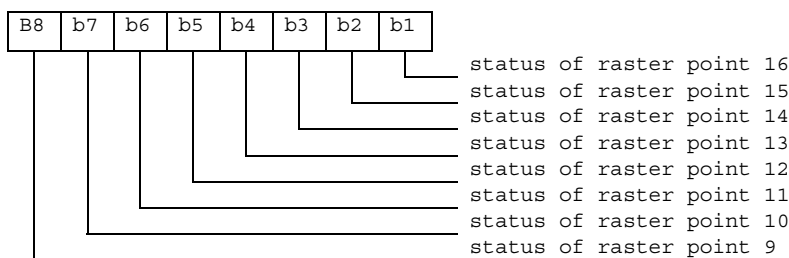 B8 b7 b6 b5 b4 b3 b2 b1
status of raster point 16
status of raster point 15
status of raster point 14
status of raster point 13
status of raster point 12
status of raster point 11
status of raster point 10
status of raster point 9